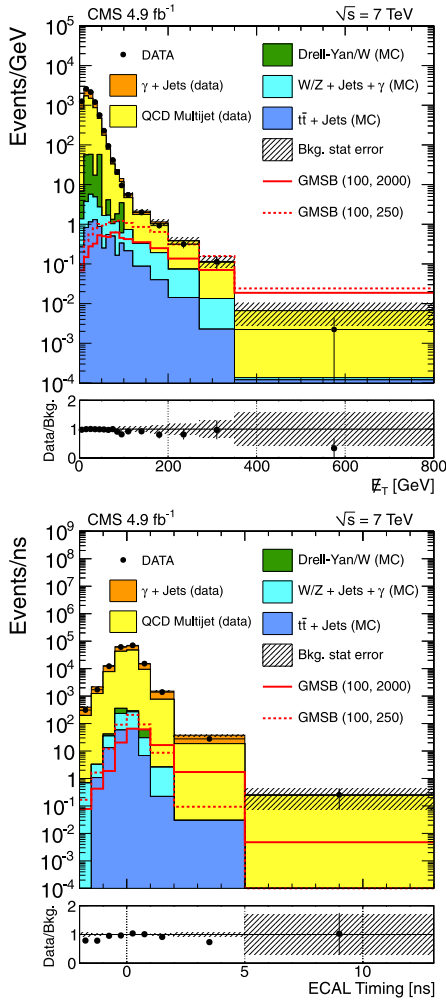 CMS 4.9 fb⁻¹ √s = 7 TeV
Events/GeV
10⁵
10⁴
10³
10²
10
1
10⁻¹
10⁻²
10⁻³
10⁻⁴
DATA
γ + Jets (data)
QCD Multijet (data)
Drell-Yan/W (MC)
W/Z + Jets + γ (MC)
tt̄ + Jets (MC)
Bkg. stat error
GMSB (100, 2000)
GMSB (100, 250)
Data/Bkg.
2
1
0
0 200 400 600 800
E̸_T [GeV]
CMS 4.9 fb⁻¹ √s = 7 TeV
Events/ns
10⁹
10⁸
10⁷
10⁶
10⁵
10⁴
10³
10²
10
1
10⁻¹
10⁻²
10⁻³
10⁻⁴
DATA
γ + Jets (data)
QCD Multijet (data)
Drell-Yan/W (MC)
W/Z + Jets + γ (MC)
tt̄ + Jets (MC)
Bkg. stat error
GMSB (100, 2000)
GMSB (100, 250)
Data/Bkg.
2
1
0
0 5 10
ECAL Timing [ns]